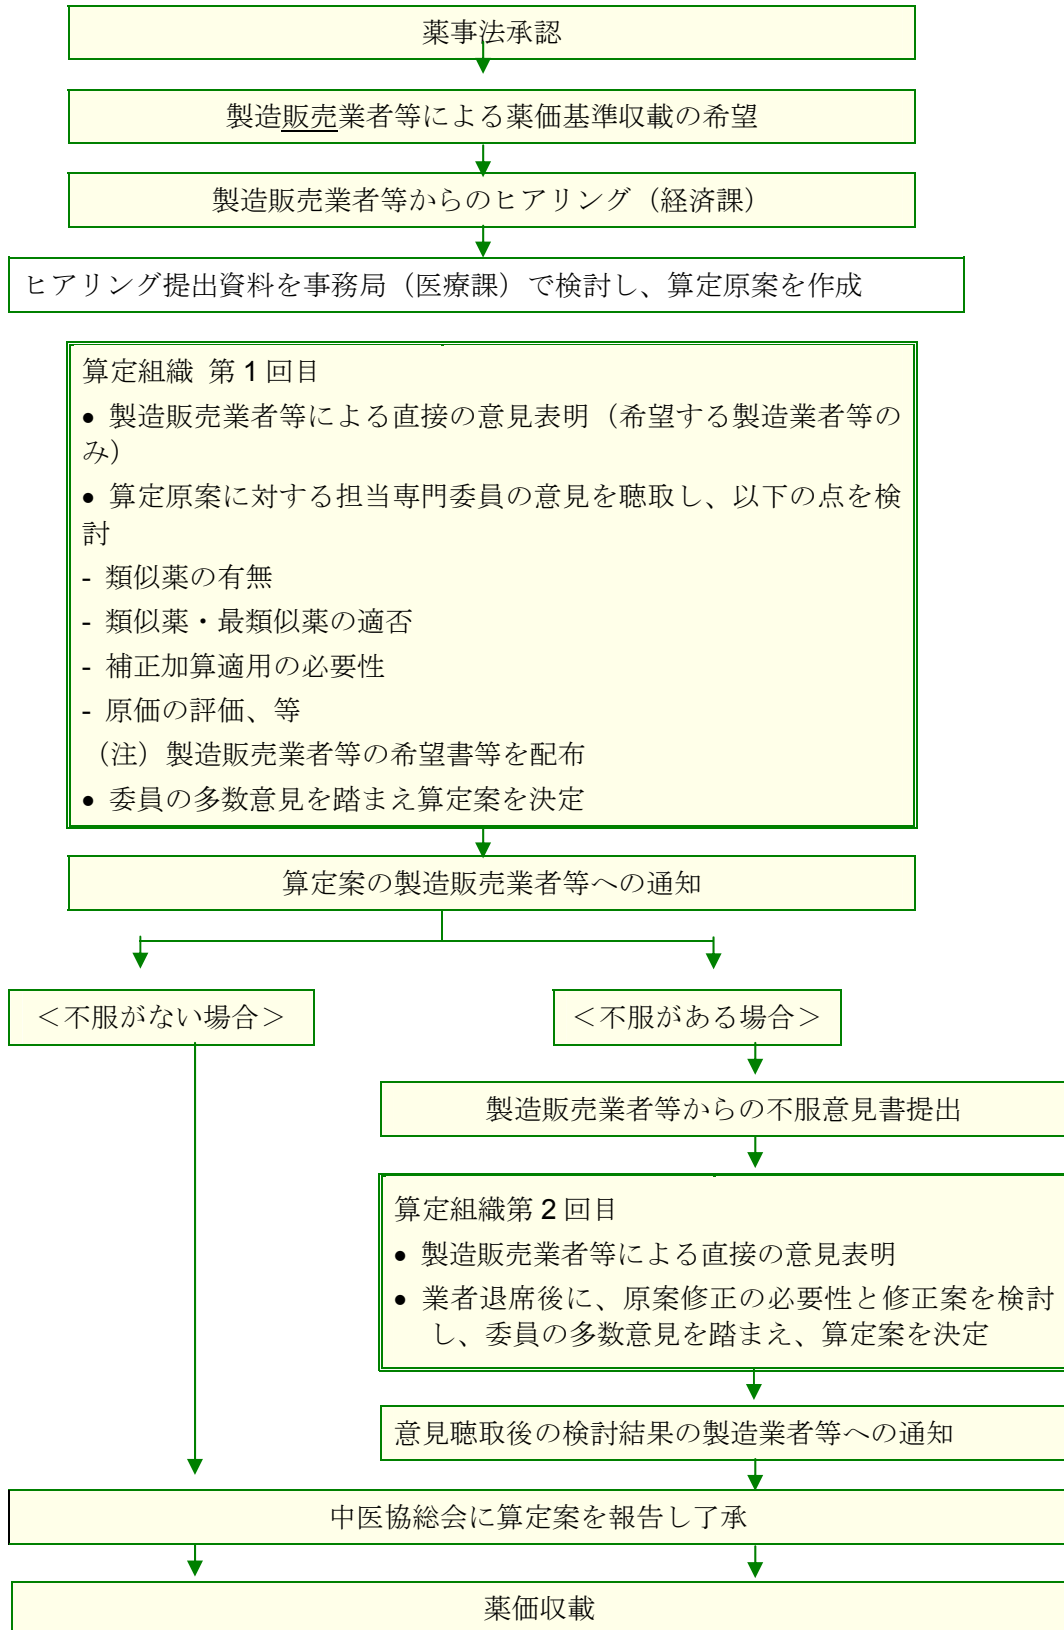 薬事法承認
製造販売業者等による薬価基準収載の希望
製造販売業者等からのヒアリング（経済課）
ヒアリング提出資料を事務局（医療課）で検討し、算定原案を作成
算定組織 第1回目
• 製造販売業者等による直接の意見表明（希望する製造業者等の
み）
• 算定原案に対する担当専門委員の意見を聴取し、以下の点を検
討
- 類似薬の有無
- 類似薬・最類似薬の適否
- 補正加算適用の必要性
- 原価の評価、等
（注）製造販売業者等の希望書等を配布
• 委員の多数意見を踏まえ算定案を決定
算定案の製造販売業者等への通知
＜不服がない場合＞
＜不服がある場合＞
製造販売業者等からの不服意見書提出
算定組織第2回目
• 製造販売業者等による直接の意見表明
• 業者退席後に、原案修正の必要性と修正案を検討
し、委員の多数意見を踏まえ、算定案を決定
意見聴取後の検討結果の製造業者等への通知
中医協総会に算定案を報告し了承
薬価収載